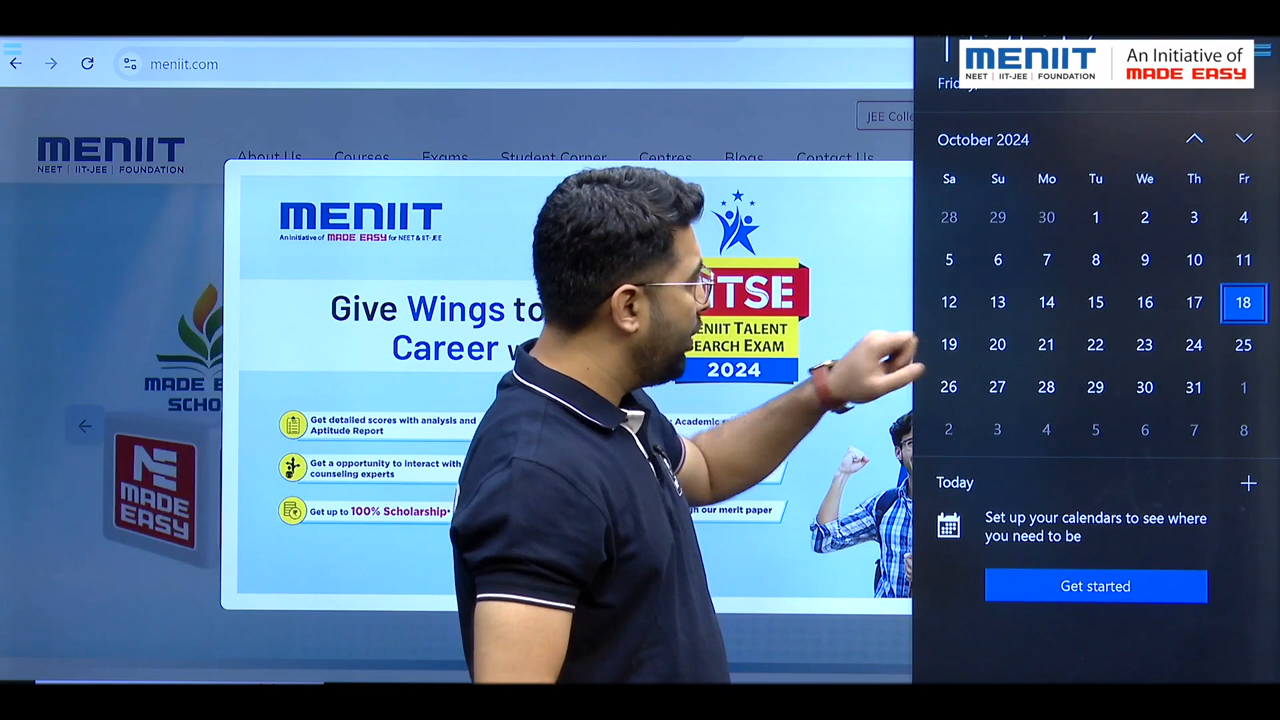 meniit.com
MENIIT
NEET | IIT-JEE | FOUNDATION
An Initiative of
MADE EASY
JEE
MENIIT
NEET | IIT-JEE | FOUNDATION
About Us Courses Exams Student Corner Centres Blogs Contact Us
MENIIT
An Initiative of MADE EASY for NEET & IIT-JEE
Give Wings to
Career
TSE
TALENT
EXAM
2024
Get detailed scores with analysis and
Aptitude Report
Academic
Get a opportunity to interact with
counseling experts
Get up to 100% Scholarship*
our merit paper
MADE
SCHO
MADE
EASY
October 2024
Sa Su Mo Tu We Th Fr
28 29 30 1 2 3 4
5 6 7 8 9 10 11
12 13 14 15 16 17 18
19 20 21 22 23 24 25
26 27 28 29 30 31 1
2 3 4 5 6 7 8
Today
Set up your calendars to see where
you need to be
Get started